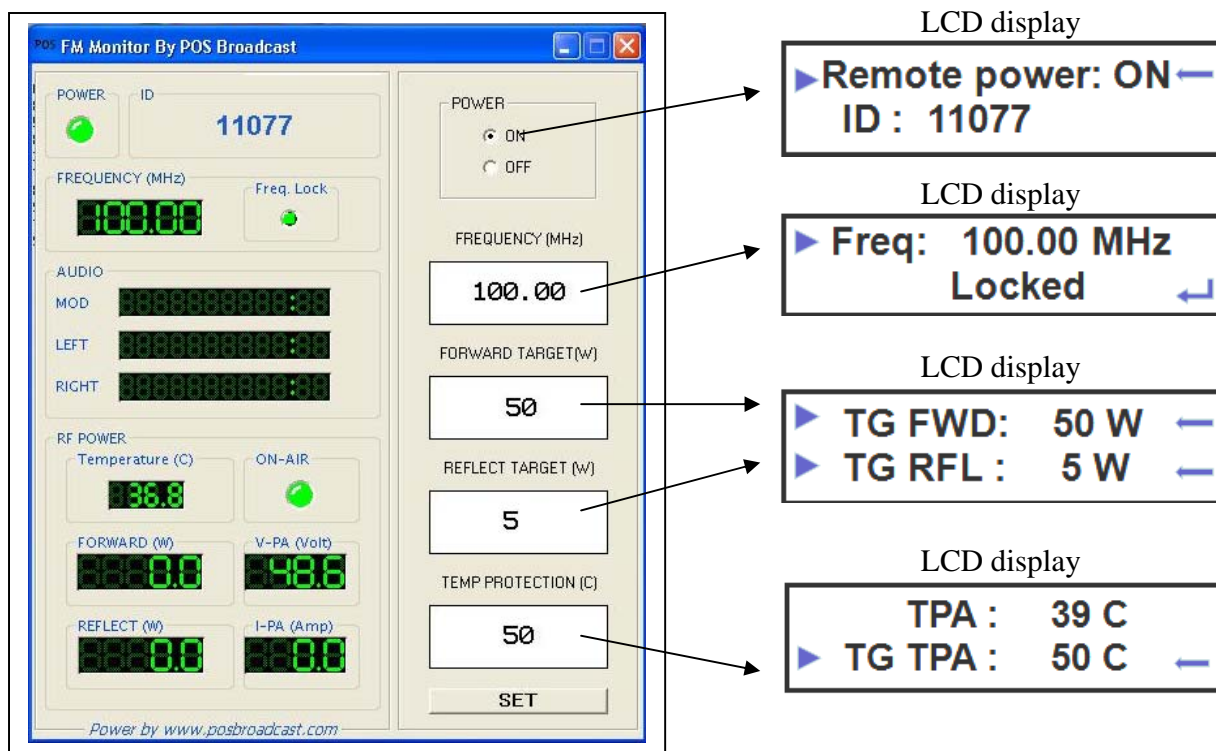 POS FM Monitor By POS Broadcast
POWER
ID
11077
FREQUENCY (MHz)
100.00
Freq. Lock
AUDIO
MOD
LEFT
RIGHT
RF POWER
Temperature (C)
36.8
ON-AIR
FORWARD (W)
0.0
V-PA (Volt)
48.6
REFLECT (W)
0.0
I-PA (Amp)
0.0
Power by www.posbroadcast.com
POWER
ON
OFF
FREQUENCY (MHz)
100.00
FORWARD TARGET(W)
50
REFLECT TARGET (W)
5
TEMP PROTECTION (C)
50
SET
LCD display
Remote power: ON
ID : 11077
LCD display
Freq: 100.00 MHz
Locked
LCD display
TG FWD: 50 W
TG RFL : 5 W
LCD display
TPA : 39 C
TG TPA : 50 C